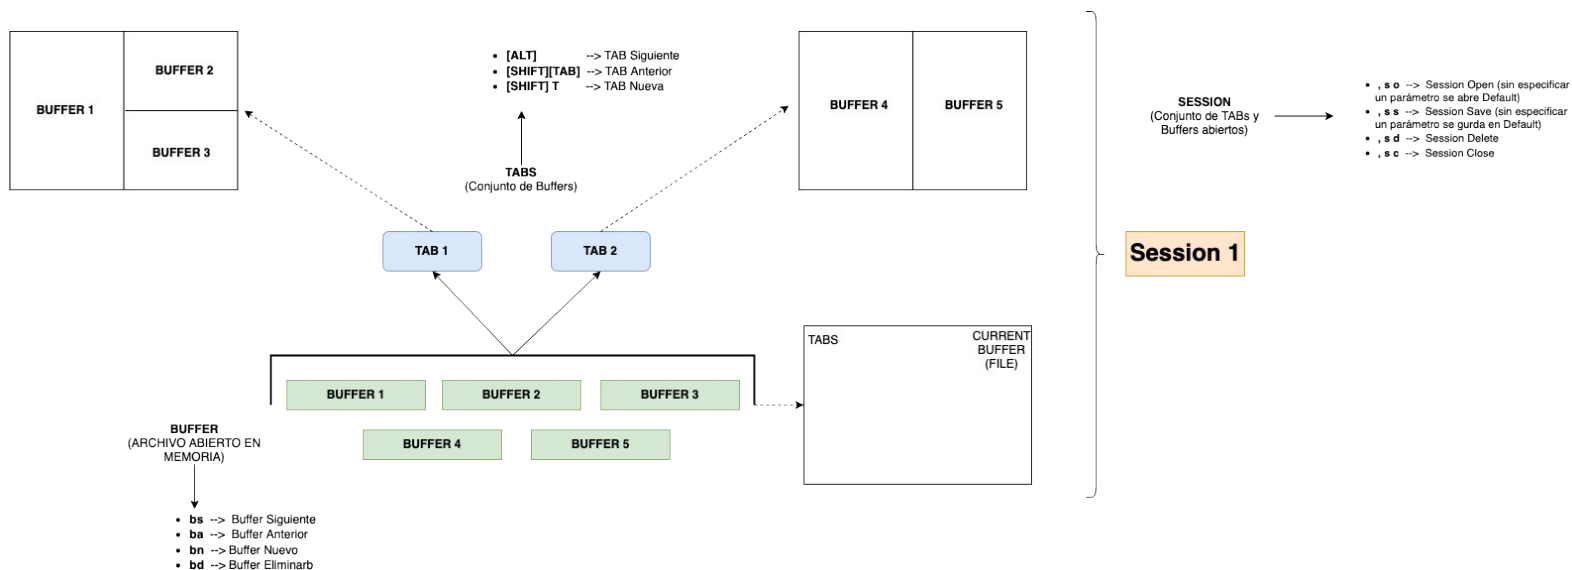 BUFFER 1
BUFFER 2
BUFFER 3
• [ALT] --> TAB Siguiente
• [SHIFT][TAB] --> TAB Anterior
• [SHIFT] T --> TAB Nueva
TABS
(Conjunto de Buffers)
BUFFER 4
BUFFER 5
SESSION
(Conjunto de TABs y
Buffers abiertos)
• , s o --> Session Open (sin especificar
un parámetro se abre Default)
• , s s --> Session Save (sin especificar
un parámetro se gurda en Default)
• , s d --> Session Delete
• , s c --> Session Close
TAB 1
TAB 2
Session 1
TABS
CURRENT
BUFFER
(FILE)
BUFFER 1
BUFFER 2
BUFFER 3
BUFFER 4
BUFFER 5
BUFFER
(ARCHIVO ABIERTO EN
MEMORIA)
• bs --> Buffer Siguiente
• ba --> Buffer Anterior
• bn --> Buffer Nuevo
• bd --> Buffer Eliminarb